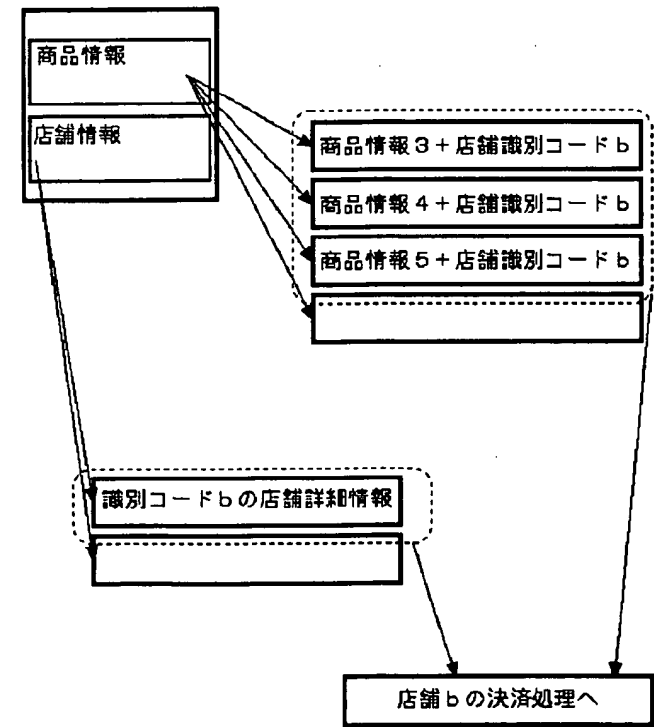 商品情報
店舗情報
商品情報3+店舗識別コードb
商品情報4+店舗識別コードb
商品情報5+店舗識別コードb
識別コードbの店舗詳細情報
店舗bの決済処理へ